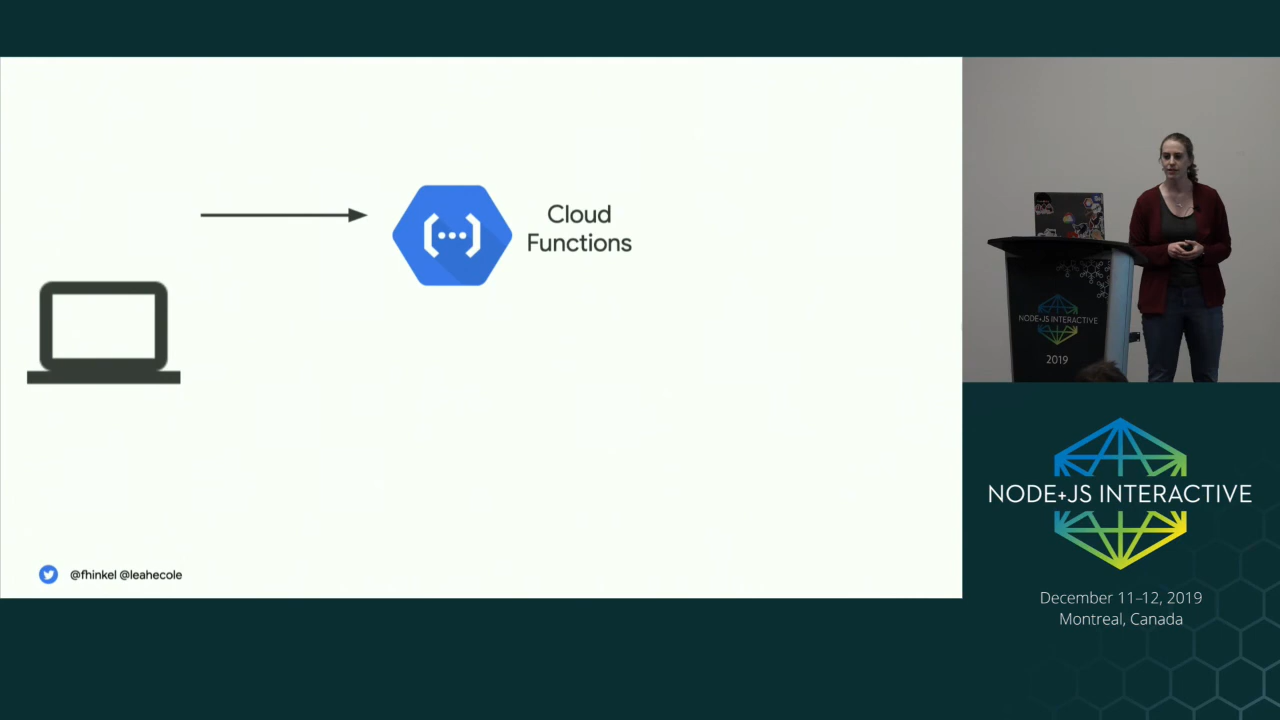 Cloud
Functions
@fhinkel @leahecole
NODE+JS INTERACTIVE
2019
NODE+JS INTERACTIVE
December 11–12, 2019
Montreal, Canada